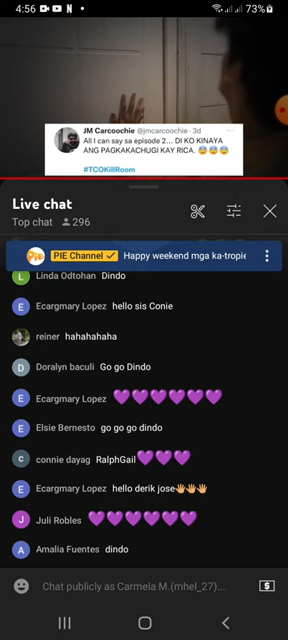 4:56
73%
JM Carcoochie @jmcarcoochie · 3d
All I can say sa episode 2... DI KO KINAYA
ANG PAGKAKACHUGI KAY RICA. 😨😨😨
#TCOKillRoom
Live chat
Top chat 296
Pie PIE Channel Happy weekend mga ka-tropie
L Linda Odtohan Dindo
E Ecargmary Lopez hello sis Conie
reiner hahahahaha
D Doralyn baculi Go go Dindo
E Ecargmary Lopez 💜💜💜💜💜💜
E Elsie Bernesto go go go dindo
c connie dayag RalphGail💜💜💜
E Ecargmary Lopez hello derik jose👋👋👋
J Juli Robles 💜💜💜💜💜💜
A Amalia Fuentes dindo
Chat publicly as Carmela M.(mhel_27)...